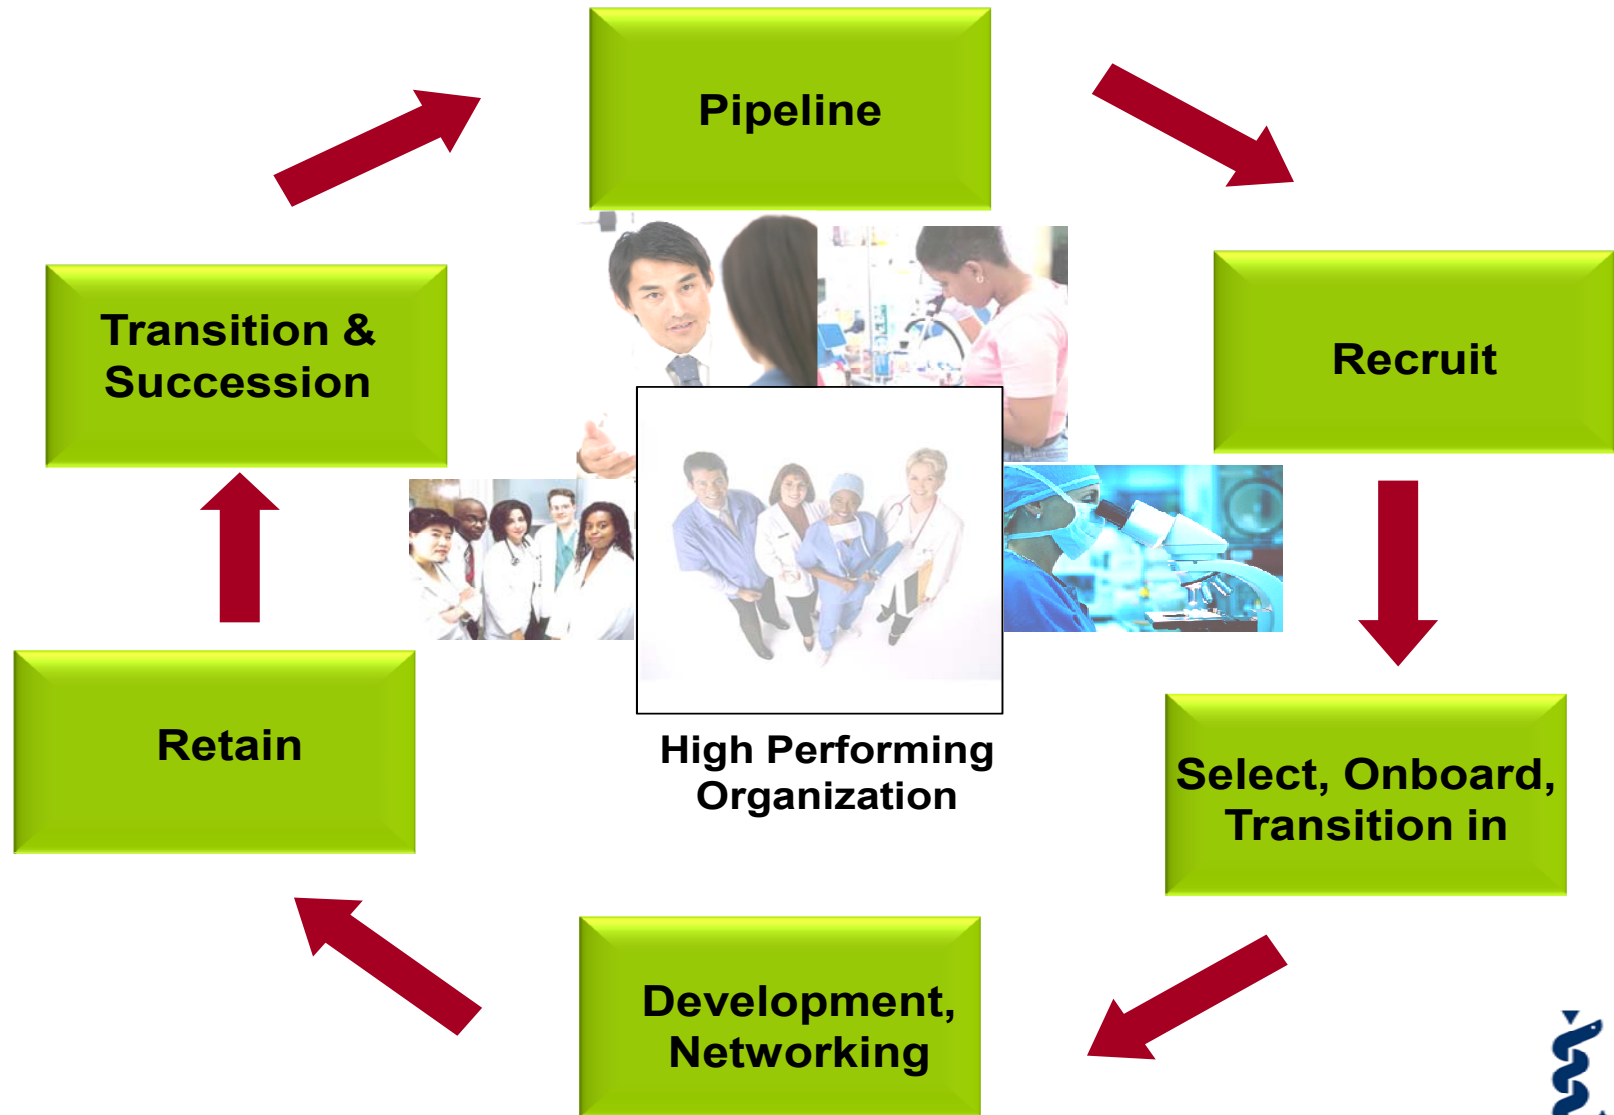 Pipeline
Recruit
Select, Onboard,
Transition in
Development,
Networking
Retain
Transition &
Succession
High Performing
Organization